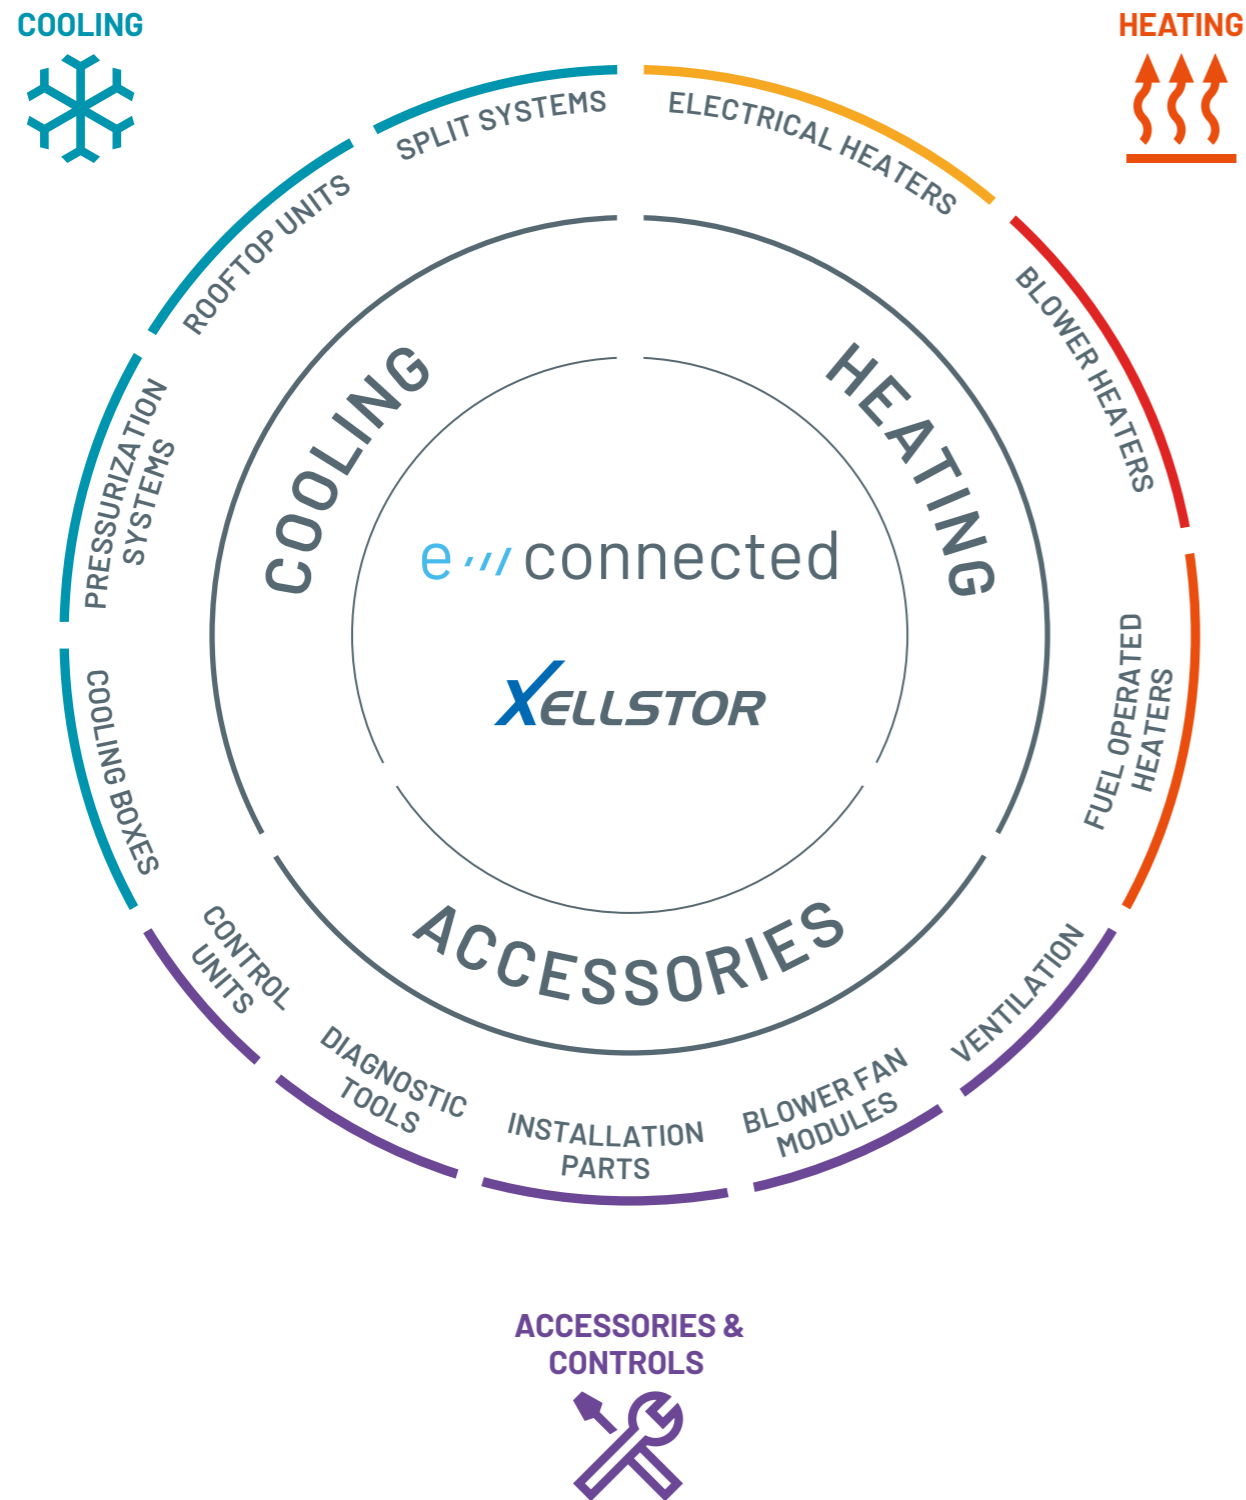 COOLING
HEATING
SPLIT SYSTEMS
ELECTRICAL HEATERS
ROOFTOP UNITS
BLOWER HEATERS
PRESSURIZATION
SYSTEMS
COOLING
HEATING
e connected
XELLSTOR
FUEL OPERATED
HEATERS
COOLING BOXES
ACCESSORIES
CONTROL
UNITS
DIAGNOSTIC
TOOLS
INSTALLATION
PARTS
BLOWER FAN
MODULES
VENTILATION
ACCESSORIES &
CONTROLS